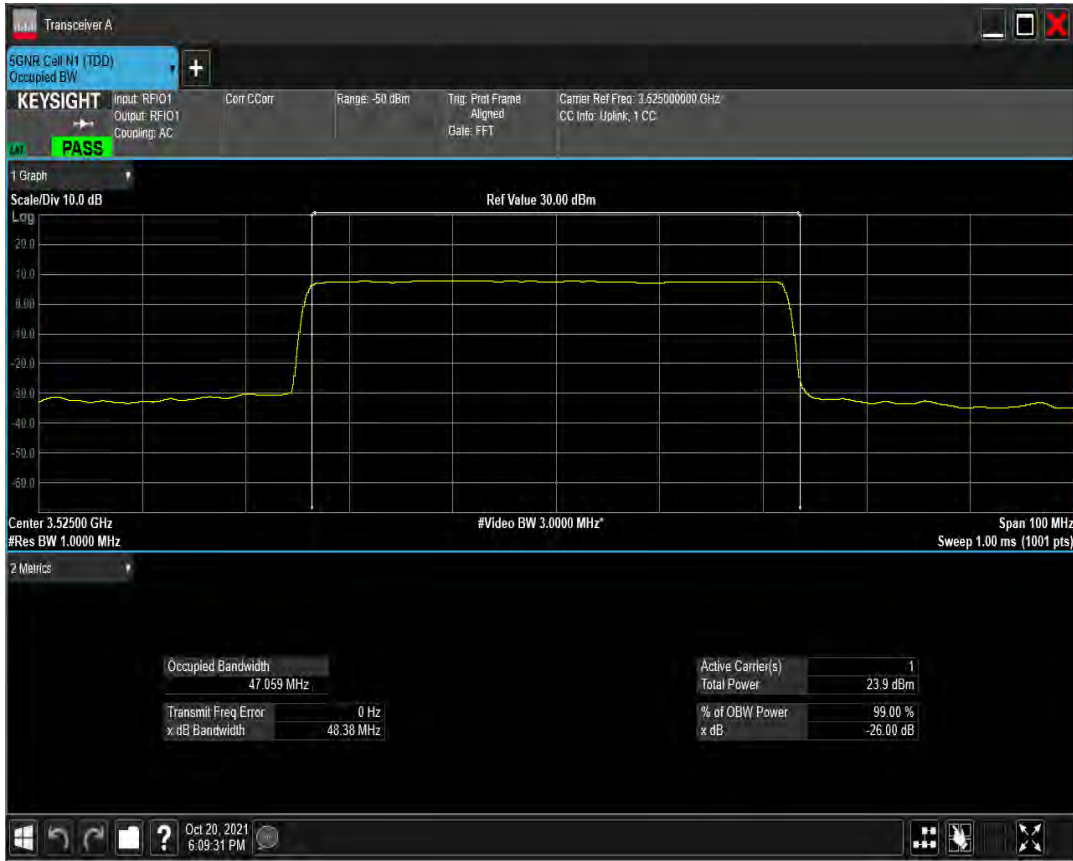 Transceiver A
5GNR Cell N1 (TDD)
Occupied BW
+
KEYSIGHT
Input: RFIO1
Output: RFIO1
Coupling: AC
Corr CCorr
Range: -50 dBm
Trig: Prot Frame
Aligned
Gate: FFT
Carrier Ref Freq: 3.525000000 GHz
CC Info: Uplink, 1 CC
PASS
1 Graph
Scale/Div 10.0 dB
Ref Value 30.00 dBm
Log
20.0
10.0
0.00
-10.0
-20.0
-30.0
-40.0
-50.0
-60.0
Center 3.52500 GHz
#Video BW 3.0000 MHz*
Span 100 MHz
#Res BW 1.0000 MHz
Sweep 1.00 ms (1001 pts)
2 Metrics
Occupied Bandwidth
47.059 MHz
Transmit Freq Error 0 Hz
x dB Bandwidth 48.38 MHz
Active Carrier(s) 1
Total Power 23.9 dBm
% of OBW Power 99.00 %
x dB -26.00 dB
?
Oct 20, 2021
6:09:31 PM